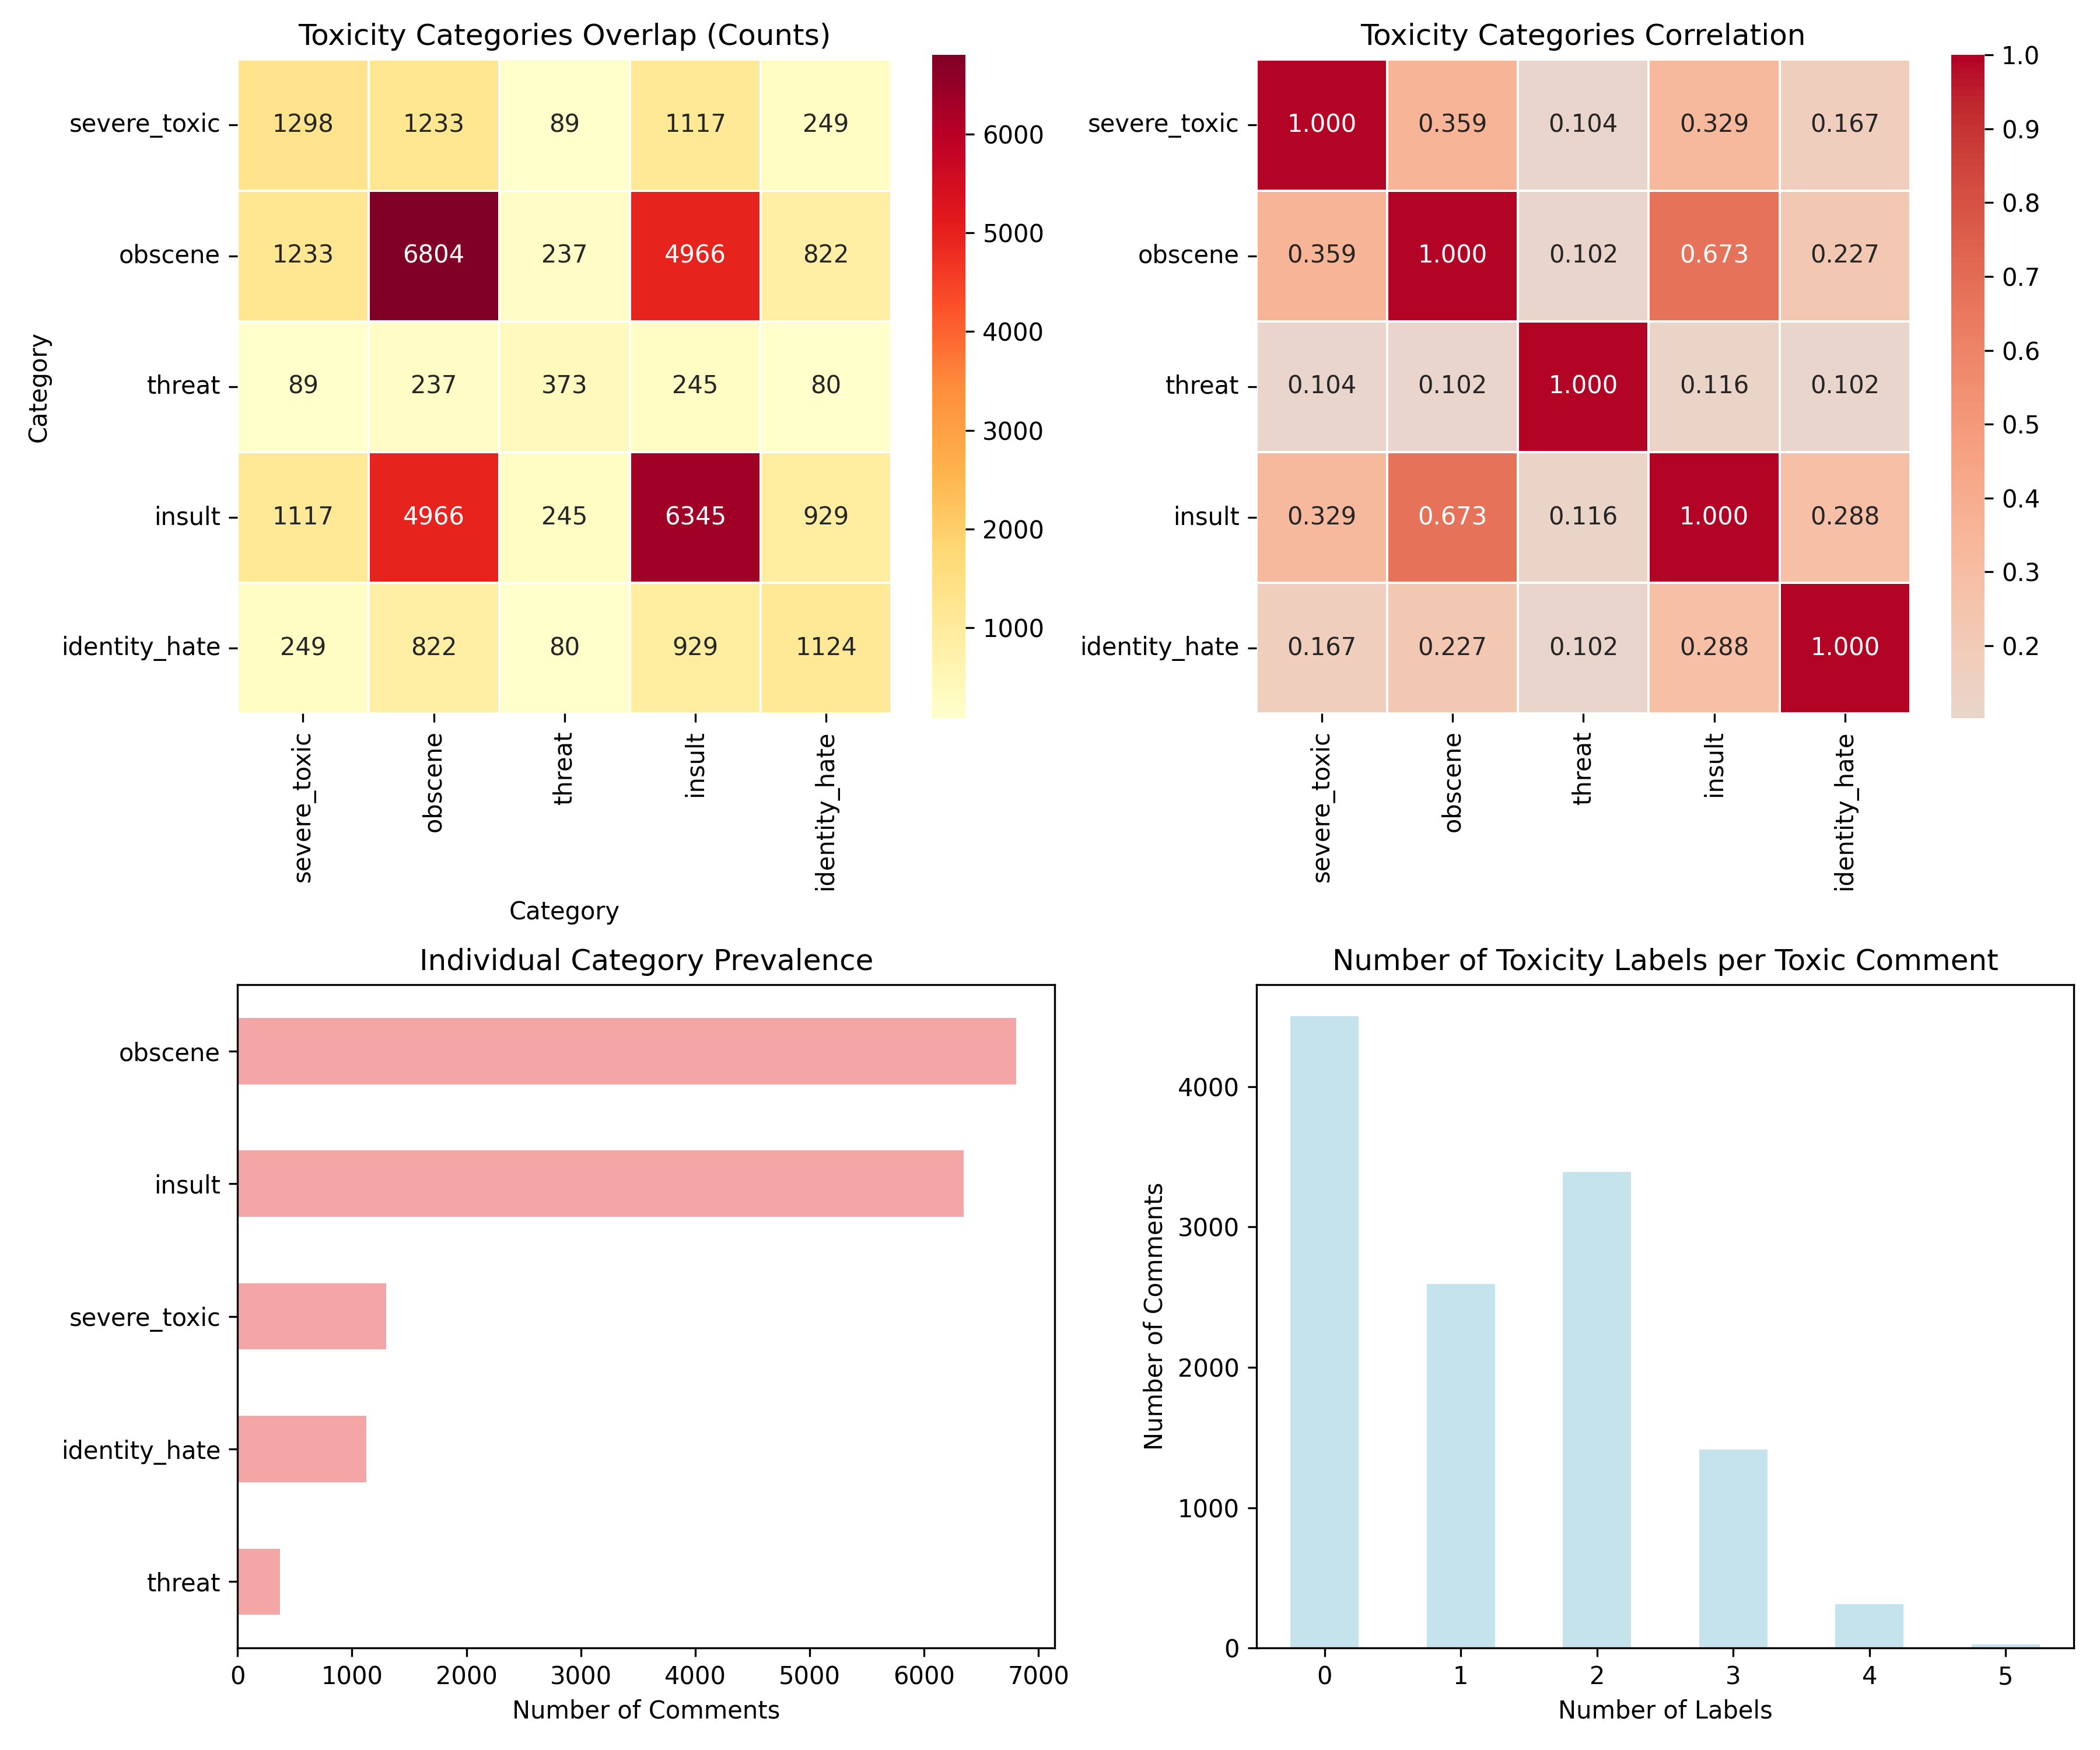 Toxicity Categories Overlap (Counts)
severe_toxic 1298 1233 89 1117 249
obscene 1233 6804 237 4966 822
threat 89 237 373 245 80
insult 1117 4966 245 6345 929
identity_hate 249 822 80 929 1124
severe_toxic obscene threat insult identity_hate
Category
Category
6000
5000
4000
3000
2000
1000
Toxicity Categories Correlation
severe_toxic 1.000 0.359 0.104 0.329 0.167
obscene 0.359 1.000 0.102 0.673 0.227
threat 0.104 0.102 1.000 0.116 0.102
insult 0.329 0.673 0.116 1.000 0.288
identity_hate 0.167 0.227 0.102 0.288 1.000
severe_toxic obscene threat insult identity_hate
1.0
0.9
0.8
0.7
0.6
0.5
0.4
0.3
0.2
Individual Category Prevalence
obscene
insult
severe_toxic
identity_hate
threat
0 1000 2000 3000 4000 5000 6000 7000
Number of Comments
Number of Toxicity Labels per Toxic Comment
Number of Comments
4000
3000
2000
1000
0
0 1 2 3 4 5
Number of Labels